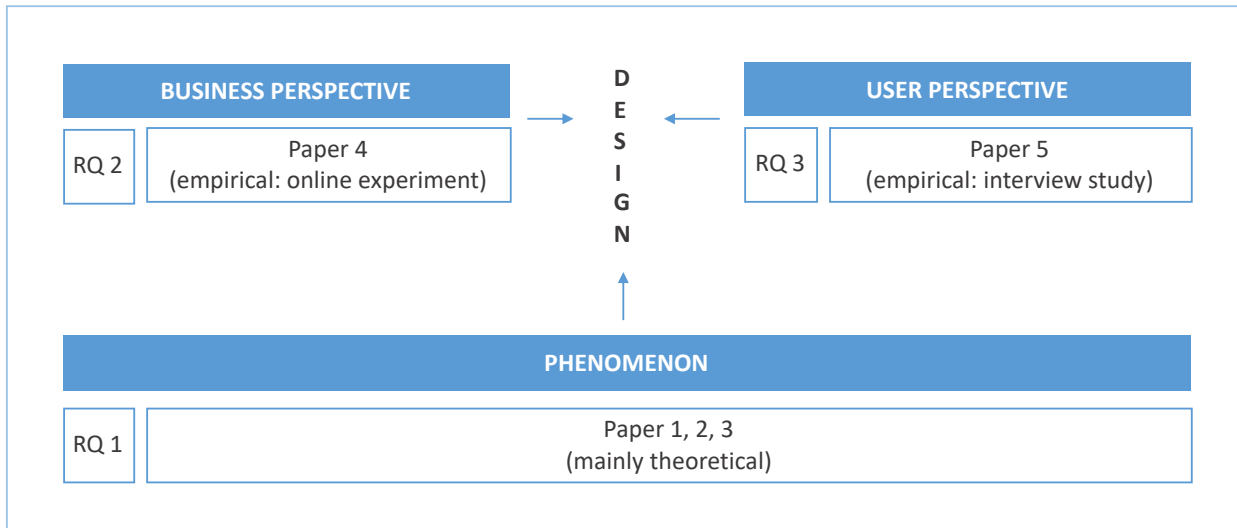 BUSINESS PERSPECTIVE
RQ 2
Paper 4
(empirical: online experiment)
DESIGN
USER PERSPECTIVE
RQ 3
Paper 5
(empirical: interview study)
PHENOMENON
RQ 1
Paper 1, 2, 3
(mainly theoretical)